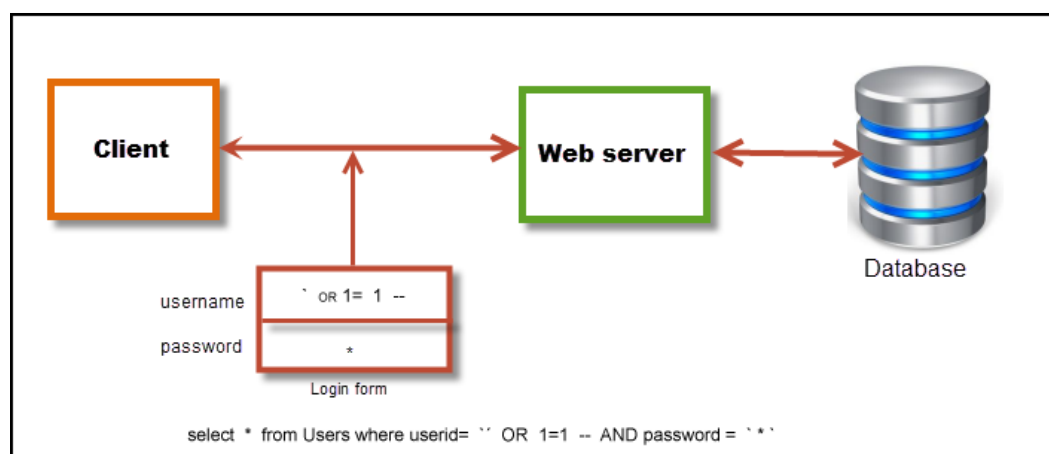 Client
Web server
Database
username
` OR 1= 1 --
password
*
Login form
select * from Users where userid= `´ OR 1=1 -- AND password = ` * `